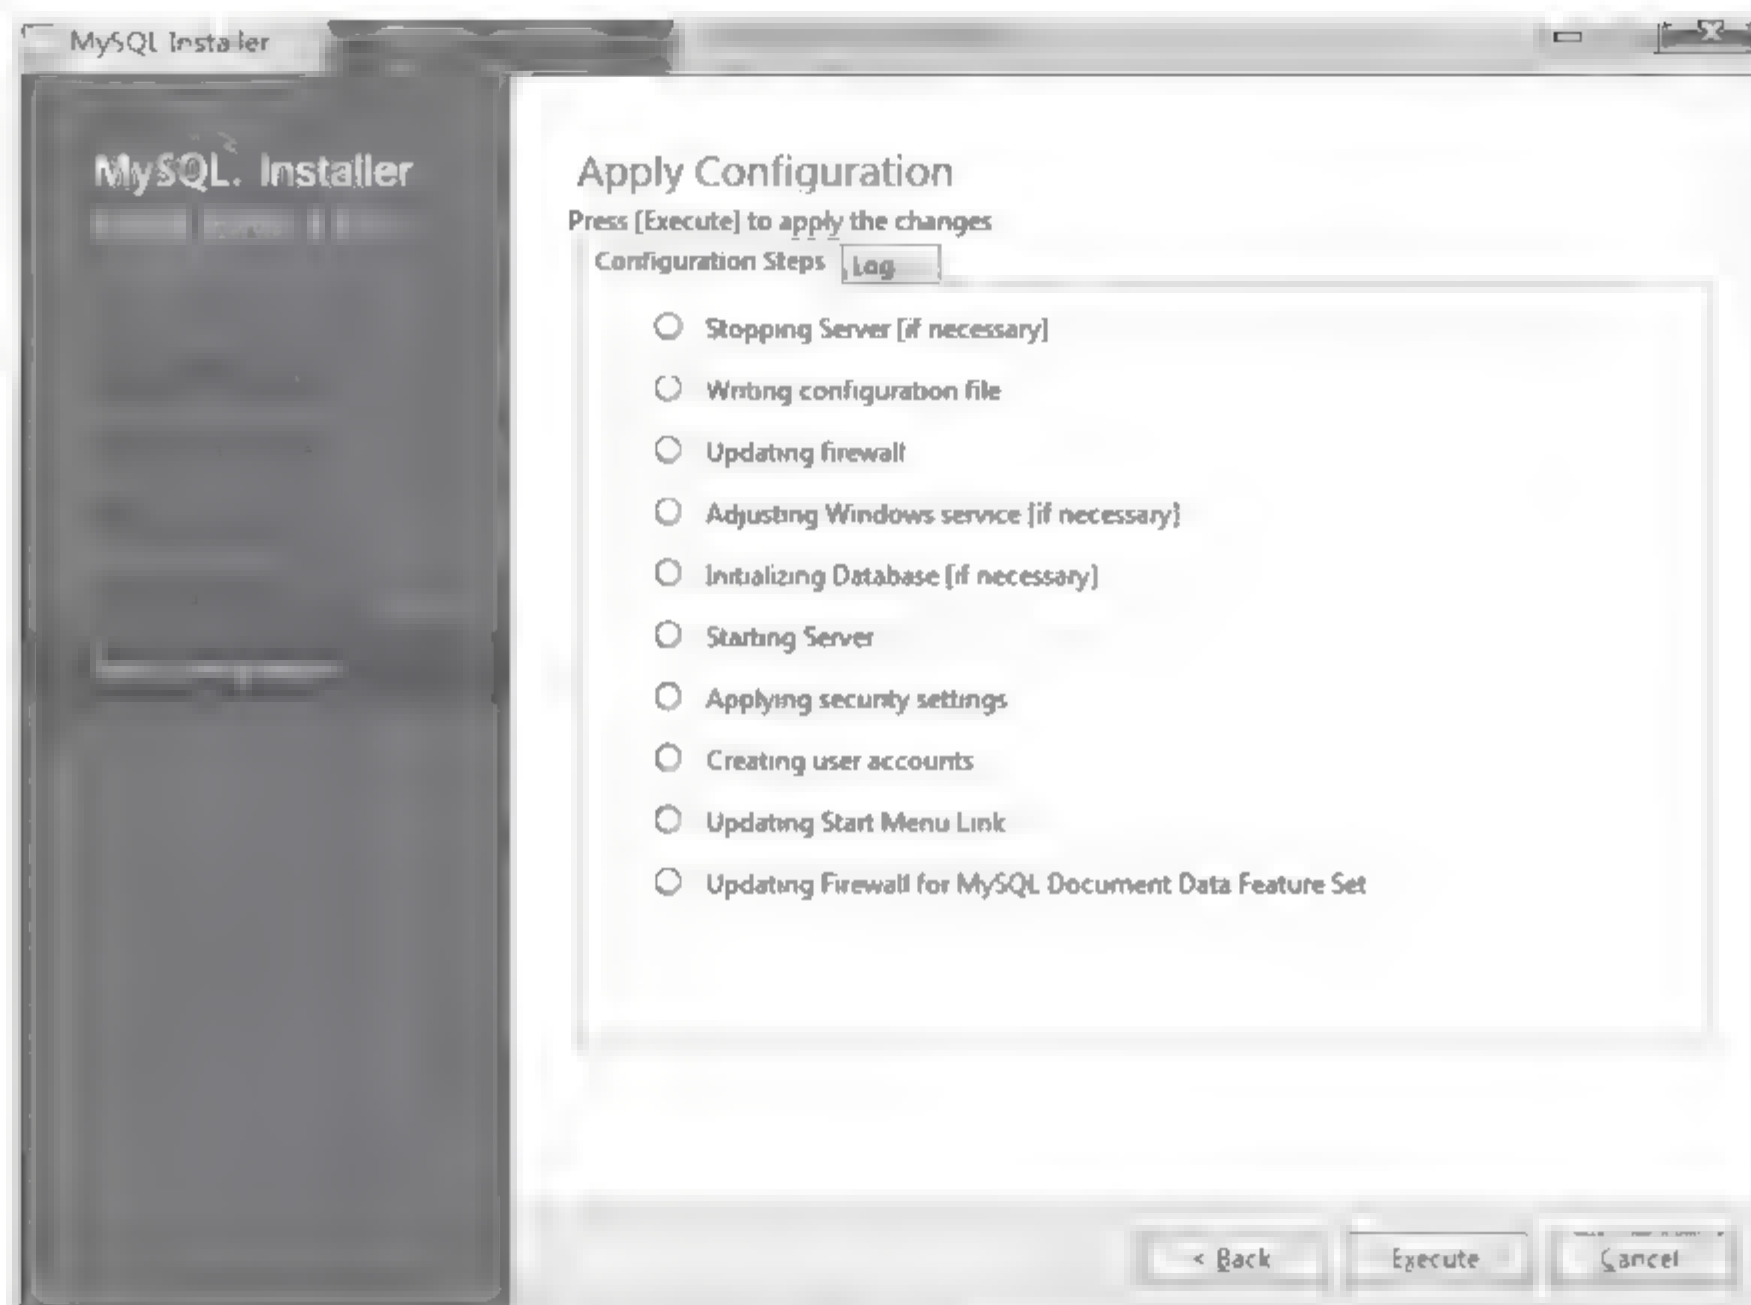 MySQL Installer
MySQL. Installer
Apply Configuration
Press [Execute] to apply the changes
Configuration Steps Log
Stopping Server [if necessary]
Writing configuration file
Updating firewall
Adjusting Windows service [if necessary]
Initializing Database [if necessary]
Starting Server
Applying security settings
Creating user accounts
Updating Start Menu Link
Updating Firewall for MySQL Document Data Feature Set
< Back Execute Cancel